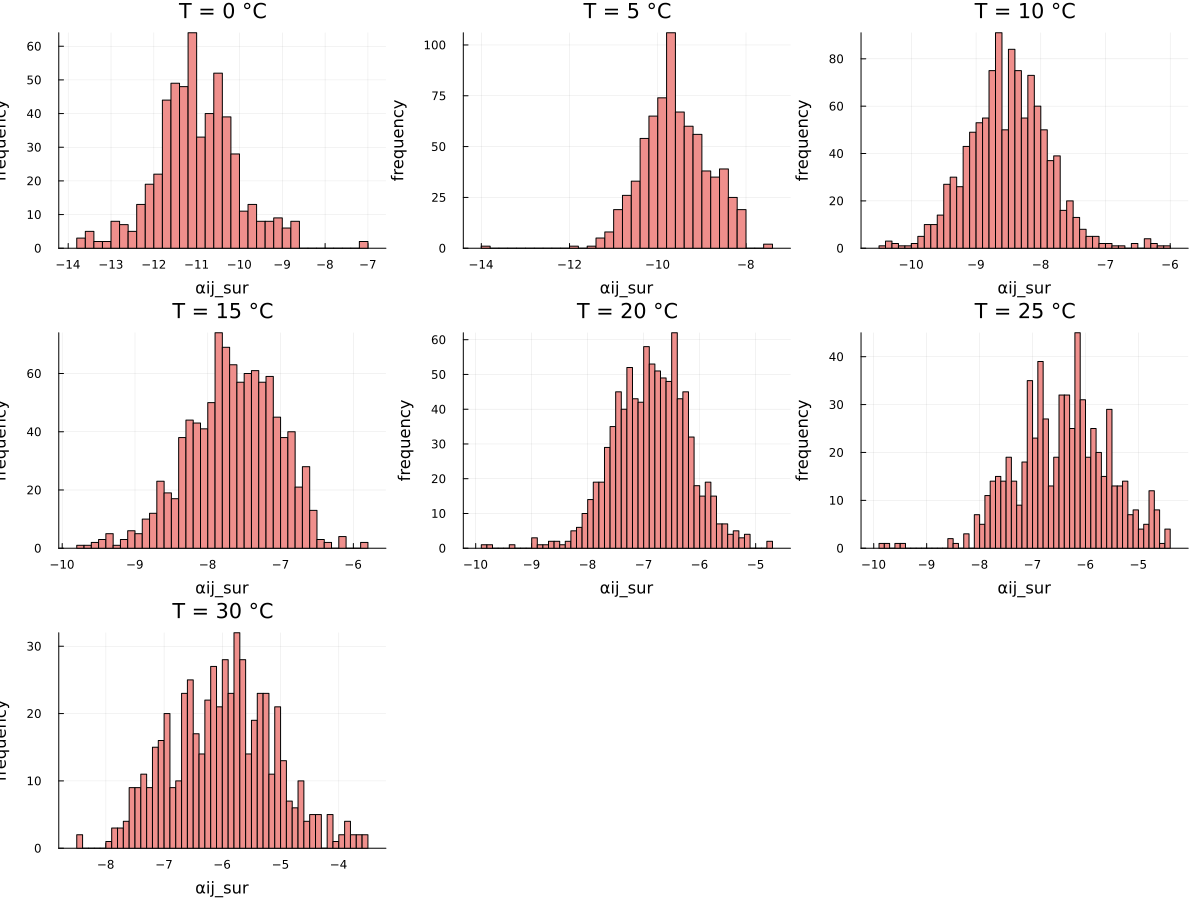 T = 0 °C
T = 5 °C
T = 10 °C
frequency
60
50
40
30
20
10
0
−14 −13 −12 −11 −10 −9 −8 −7
αij_sur
frequency
100
75
50
25
0
−14 −12 −10 −8
αij_sur
frequency
80
60
40
20
0
−10 −9 −8 −7 −6
αij_sur
T = 15 °C
T = 20 °C
T = 25 °C
frequency
60
40
20
0
−10 −9 −8 −7 −6
αij_sur
frequency
60
50
40
30
20
10
0
−10 −9 −8 −7 −6 −5
αij_sur
frequency
40
30
20
10
0
−10 −9 −8 −7 −6 −5
αij_sur
T = 30 °C
frequency
30
20
10
0
−8 −7 −6 −5 −4
αij_sur